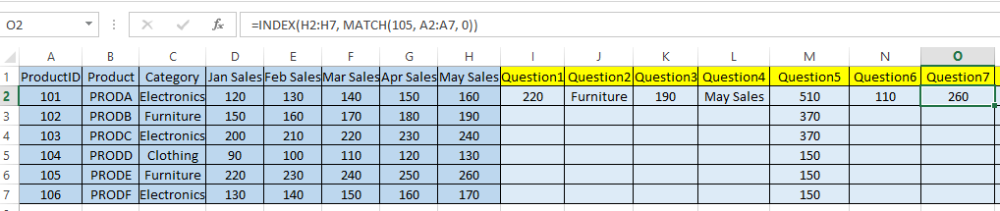 O2 fx =INDEX(H2:H7, MATCH(105, A2:A7, 0))
A B C D E F G H I J K L M N O
1 ProductID Product Category Jan Sales Feb Sales Mar Sales Apr Sales May Sales Question1 Question2 Question3 Question4 Question5 Question6 Question7
2 101 PRODA Electronics 120 130 140 150 160 220 Furniture 190 May Sales 510 110 260
3 102 PRODB Furniture 150 160 170 180 190 370
4 103 PRODC Electronics 200 210 220 230 240 370
5 104 PRODD Clothing 90 100 110 120 130 150
6 105 PRODE Furniture 220 230 240 250 260 150
7 106 PRODF Electronics 130 140 150 160 170 150